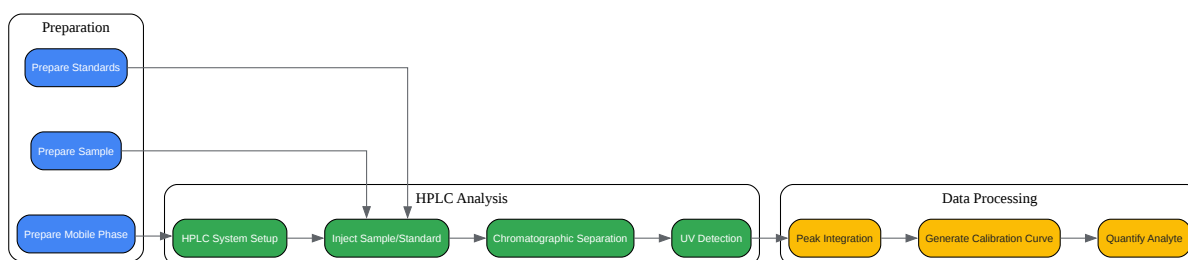 Preparation
Prepare Standards
Prepare Sample
Prepare Mobile Phase
HPLC Analysis
HPLC System Setup
Inject Sample/Standard
Chromatographic Separation
UV Detection
Data Processing
Peak Integration
Generate Calibration Curve
Quantify Analyte